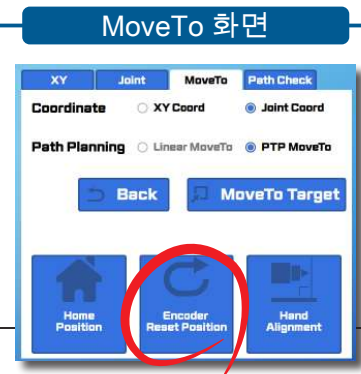 MoveTo 화면
XY Joint MoveTo Path Check
Coordinate XY Coord Joint Coord
Path Planning Linear MoveTo PTP MoveTo
Back MoveTo Target
Home Position
Encoder Reset Position
Hand Alignment